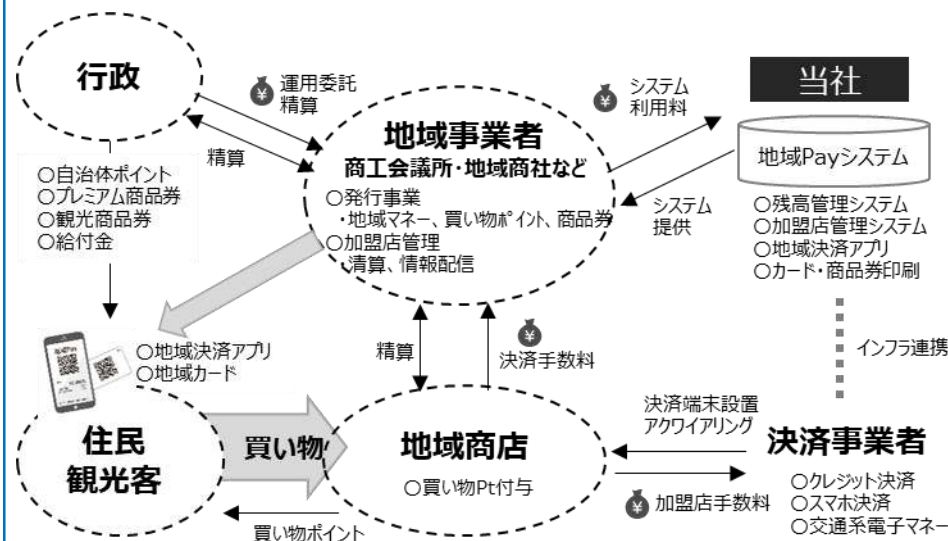 行政
¥
運用委託
精算
精算
○自治体ポイント
○プレミアム商品券
○観光商品券
○給付金
地域事業者
商工会議所・地域商社など
○発行事業
・地域マネー、買い物ポイント、商品券
○加盟店管理
・清算、情報配信
¥
システム
利用料
システム
提供
当社
地域Payシステム
○残高管理システム
○加盟店管理システム
○地域決済アプリ
○カード・商品券印刷
インフラ連携
○地域決済アプリ
○地域カード
精算
¥
決済手数料
住民
観光客
買い物
地域商店
○買い物Pt付与
買い物ポイント
決済端末設置
アクワイアリング
¥
加盟店手数料
決済事業者
○クレジット決済
○スマホ決済
○交通系電子マネー